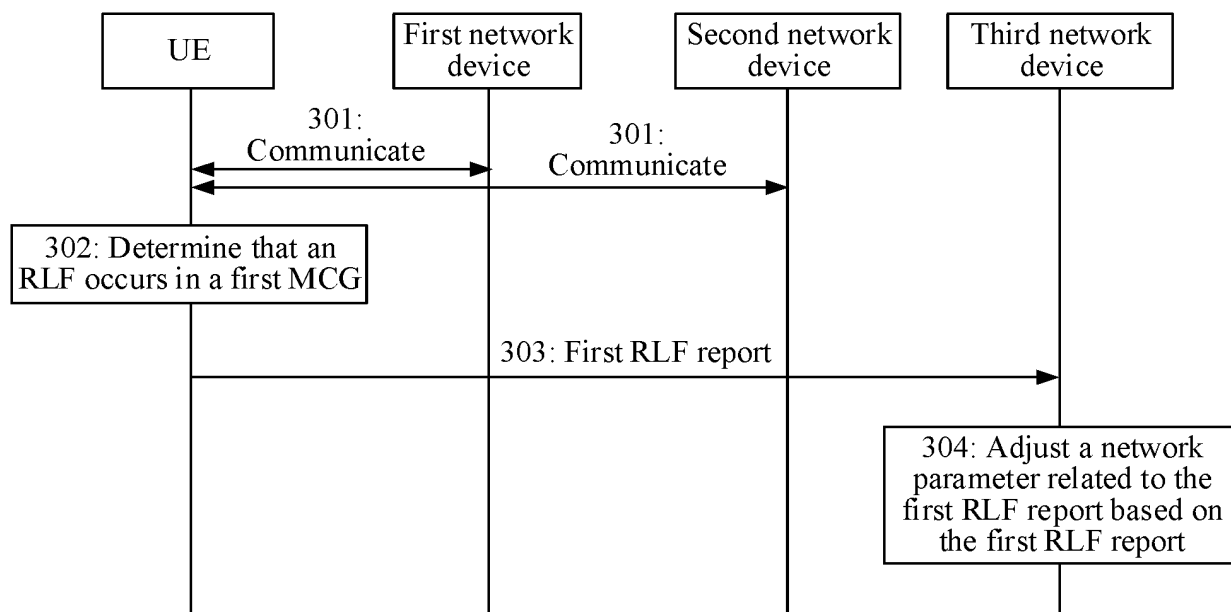 UE
First network
device
Second network
device
Third network
device
301:
Communicate
301:
Communicate
302: Determine that an
RLF occurs in a first MCG
303: First RLF report
304: Adjust a network
parameter related to the
first RLF report based on
the first RLF report